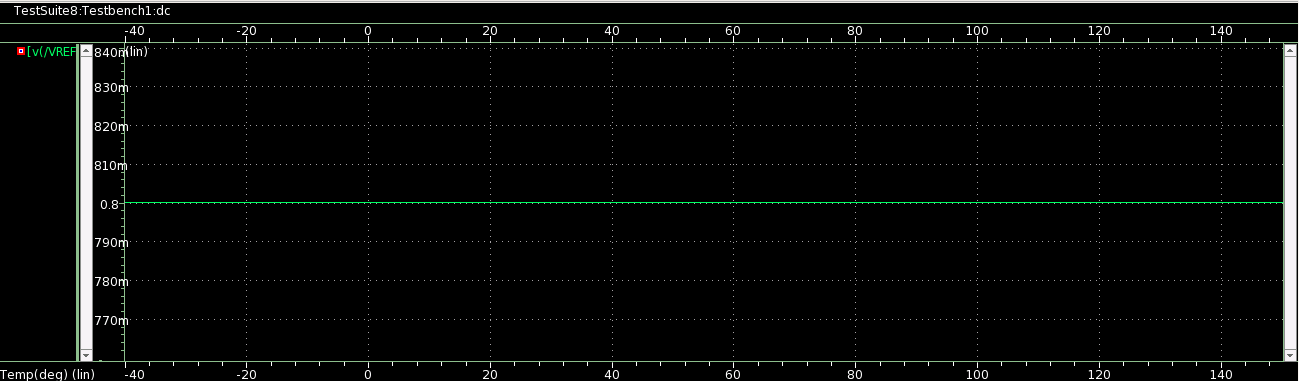 TestSuite8:Testbench1:dc
-40 -20 0 20 40 60 80 100 120 140
[v(/VREF
840m(lin)
830m
820m
810m
0.8
790m
780m
770m
Temp(deg) (lin) -40 -20 0 20 40 60 80 100 120 140